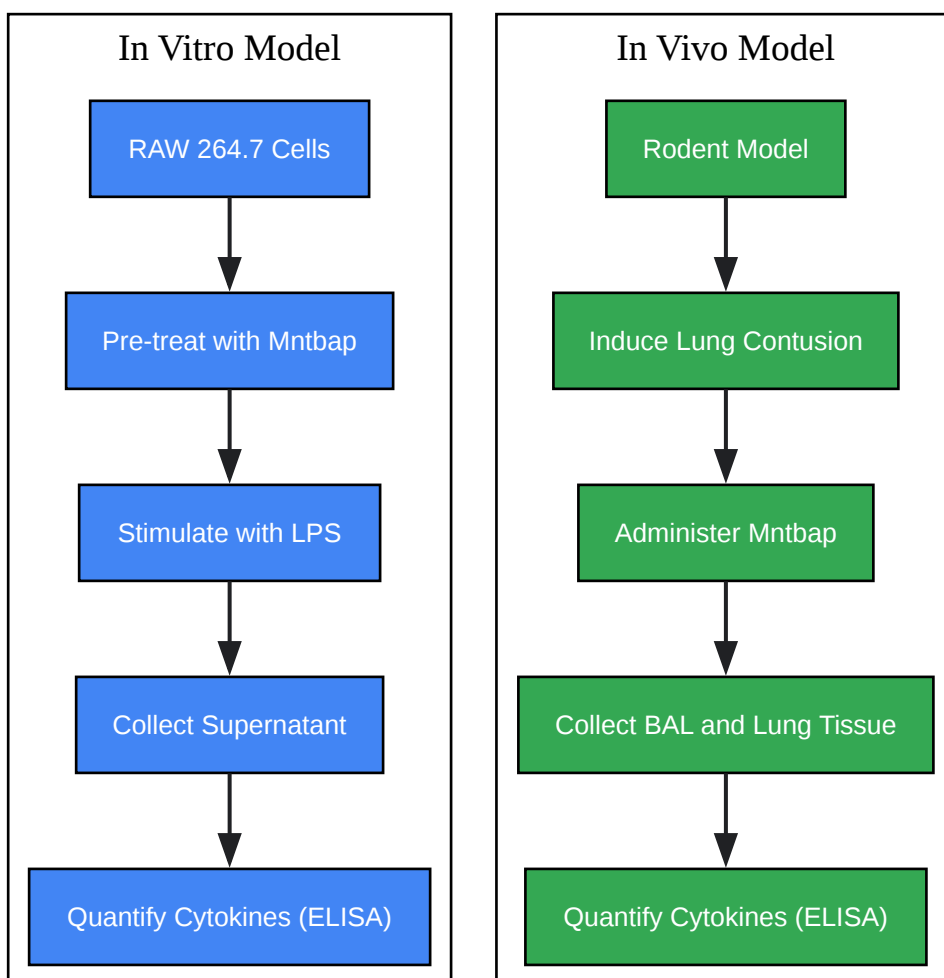 In Vitro Model
RAW 264.7 Cells
Pre-treat with Mntbap
Stimulate with LPS
Collect Supernatant
Quantify Cytokines (ELISA)
In Vivo Model
Rodent Model
Induce Lung Contusion
Administer Mntbap
Collect BAL and Lung Tissue
Quantify Cytokines (ELISA)